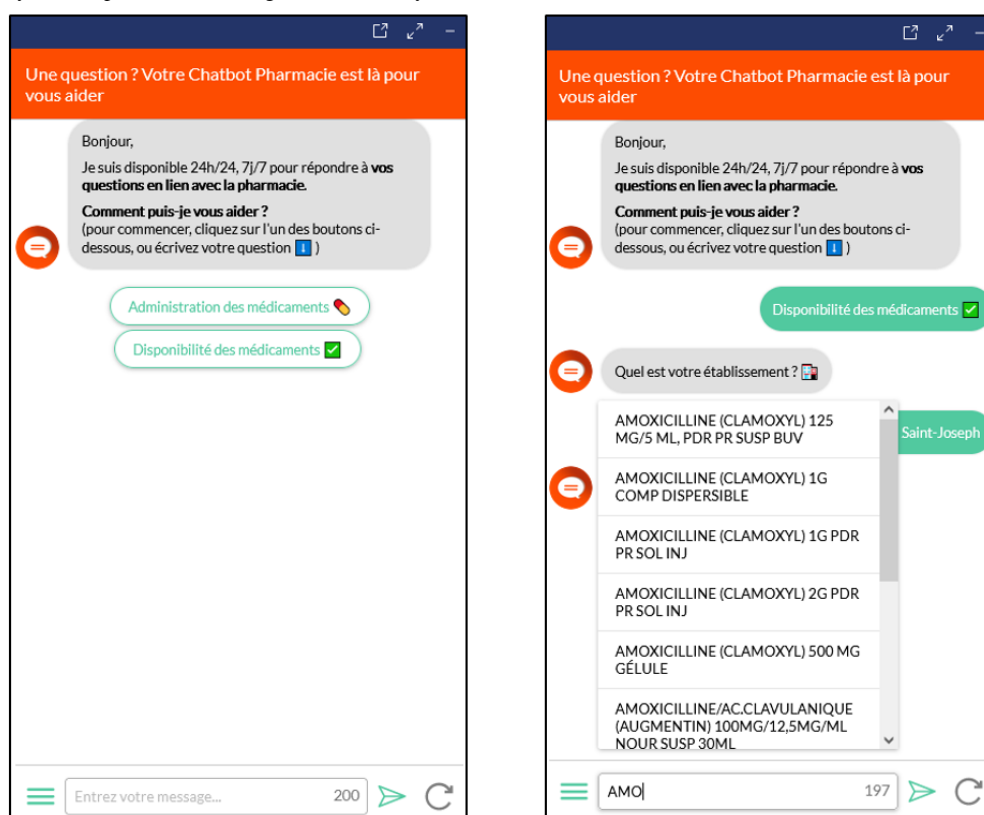 Une question ? Votre Chatbot Pharmacie est là pour
vous aider
Bonjour,
Je suis disponible 24h/24, 7j/7 pour répondre à vos
questions en lien avec la pharmacie.
Comment puis-je vous aider ?
(pour commencer, cliquez sur l'un des boutons ci-
dessous, ou écrivez votre question ⬇️ )
Administration des médicaments 💊
Disponibilité des médicaments ✅
Entrez votre message... 200
Une question ? Votre Chatbot Pharmacie est là pour
vous aider
Bonjour,
Je suis disponible 24h/24, 7j/7 pour répondre à vos
questions en lien avec la pharmacie.
Comment puis-je vous aider ?
(pour commencer, cliquez sur l'un des boutons ci-
dessous, ou écrivez votre question ⬇️ )
Disponibilité des médicaments ✅
Quel est votre établissement ? 🏥
Saint-Joseph
AMOXICILLINE (CLAMOXYL) 125
MG/5 ML, PDR PR SUSP BUV
AMOXICILLINE (CLAMOXYL) 1G
COMP DISPERSIBLE
AMOXICILLINE (CLAMOXYL) 1G PDR
PR SOL INJ
AMOXICILLINE (CLAMOXYL) 2G PDR
PR SOL INJ
AMOXICILLINE (CLAMOXYL) 500 MG
GÉLULE
AMOXICILLINE/AC.CLAVULANIQUE
(AUGMENTIN) 100MG/12,5MG/ML
NOUR SUSP 30ML
AMO 197